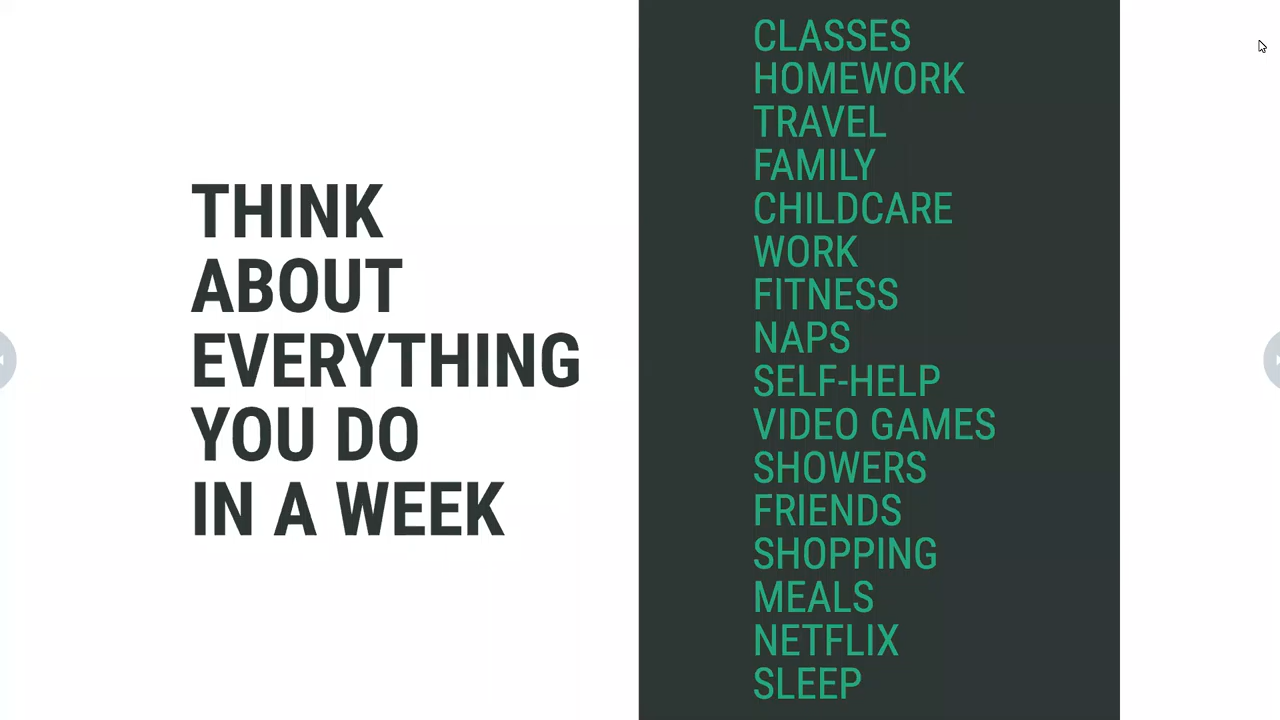 THINK
ABOUT
EVERYTHING
YOU DO
IN A WEEK
CLASSES
HOMEWORK
TRAVEL
FAMILY
CHILDCARE
WORK
FITNESS
NAPS
SELF-HELP
VIDEO GAMES
SHOWERS
FRIENDS
SHOPPING
MEALS
NETFLIX
SLEEP